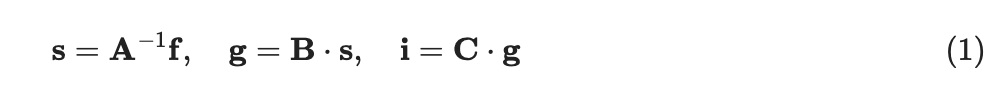 s = A⁻¹f, g = B · s, i = C · g (1)